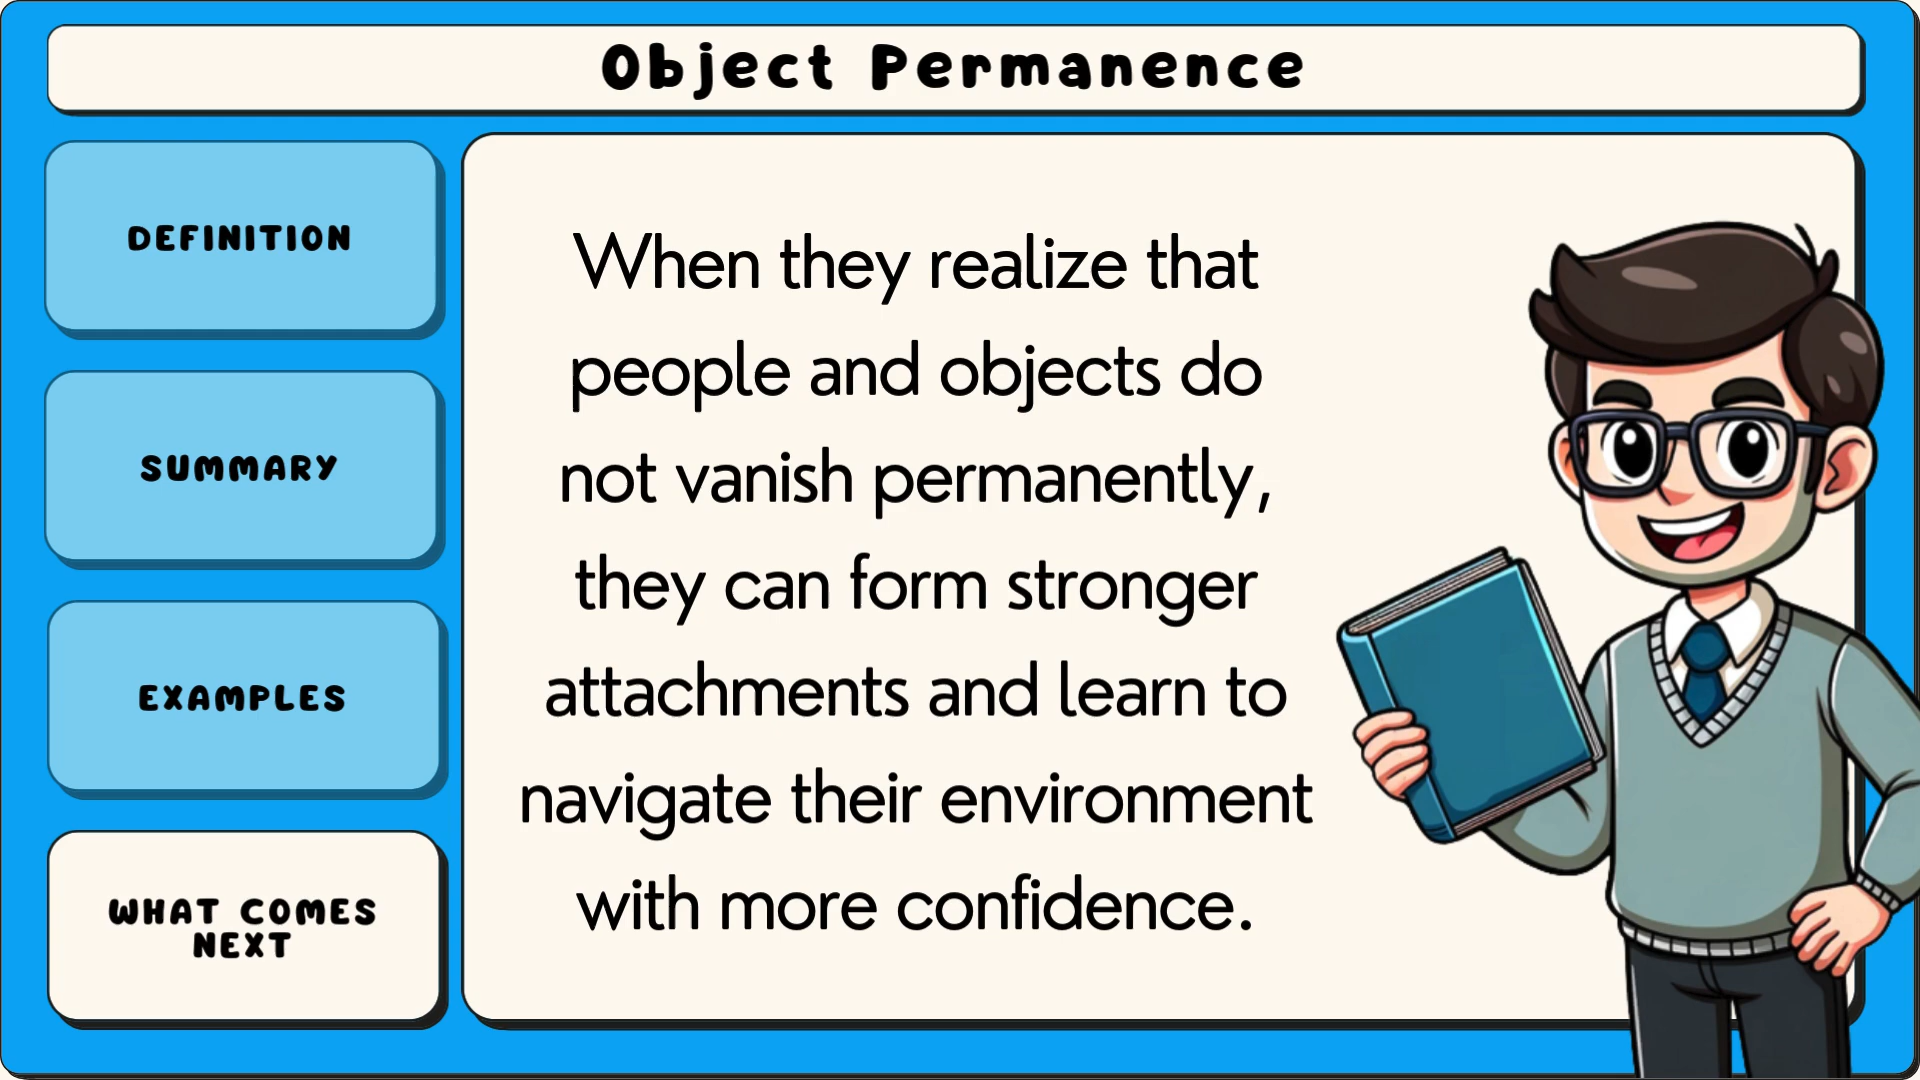 Object Permanence
DEFINITION
SUMMARY
EXAMPLES
WHAT COMES
NEXT
When they realize that
people and objects do
not vanish permanently,
they can form stronger
attachments and learn to
navigate their environment
with more confidence.